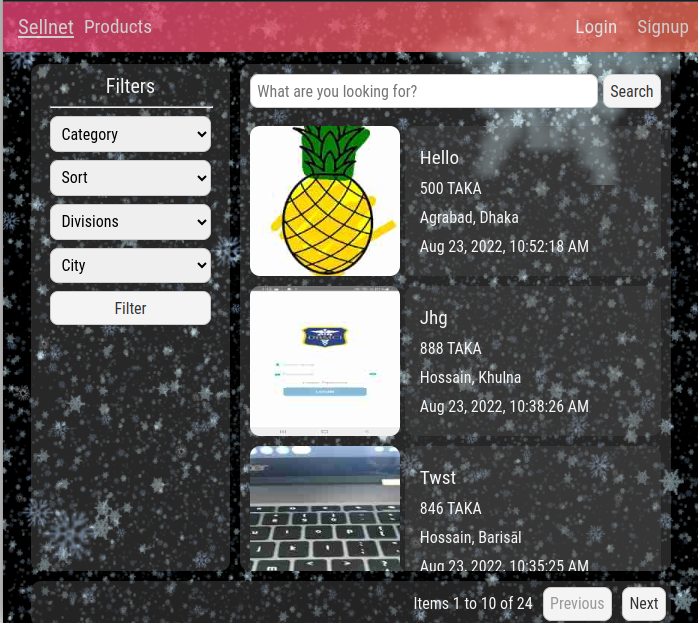 Sellnet Products Login Signup
Filters
Category
Sort
Divisions
City
Filter
What are you looking for? Search
Hello
500 TAKA
Agrabad, Dhaka
Aug 23, 2022, 10:52:18 AM
Jhg
888 TAKA
Hossain, Khulna
Aug 23, 2022, 10:38:26 AM
Twst
846 TAKA
Hossain, Barisāl
Aug 23, 2022, 10:35:25 AM
Items 1 to 10 of 24 Previous Next